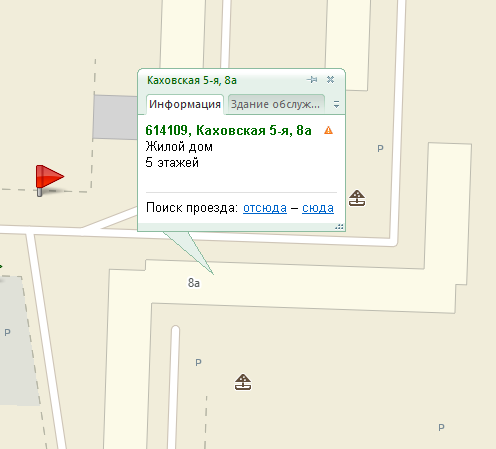 Каховская 5-я, 8а
Информация
Здание обслуж...
614109, Каховская 5-я, 8а
Жилой дом
5 этажей
P
Поиск проезда: отсюда – сюда
8а
P
P
P